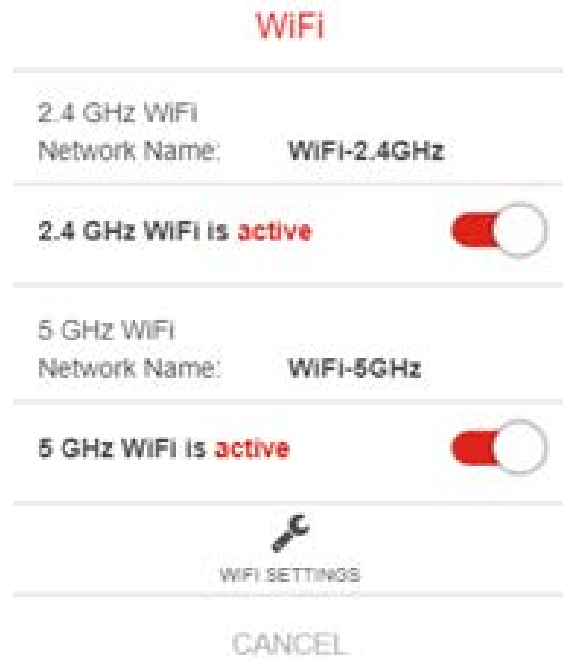 WiFi
2.4 GHz WiFi
Network Name: WiFi-2.4GHz
2.4 GHz WiFi is active
5 GHz WiFi
Network Name: WiFi-5GHz
5 GHz WiFi is active
WIFI SETTINGS
CANCEL